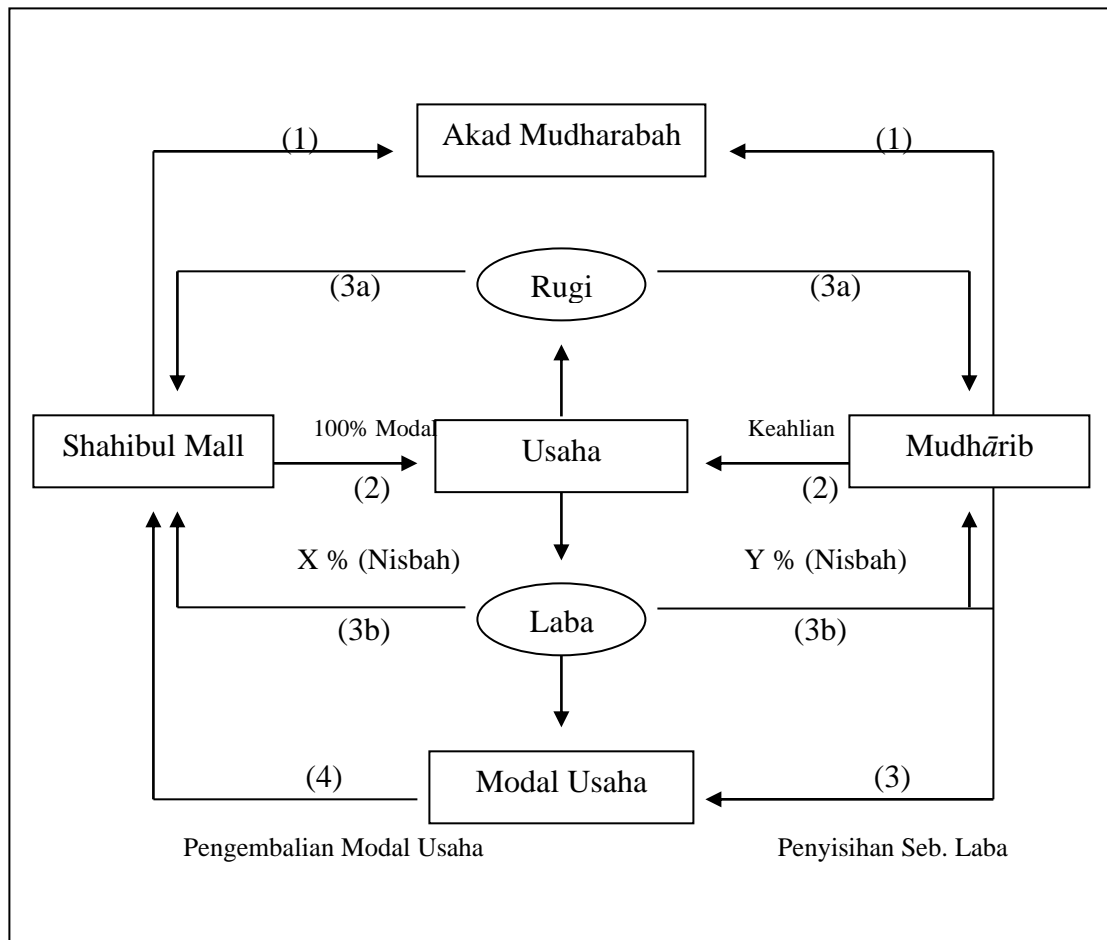 Akad Mudharabah
(1)
(1)
Rugi
(3a)
(3a)
Shahibul Mall
100% Modal
Usaha
Keahlian
Mudhārib
(2)
(2)
X % (Nisbah)
Y % (Nisbah)
Laba
(3b)
(3b)
Modal Usaha
(4)
(3)
Pengembalian Modal Usaha
Penyisihan Seb. Laba